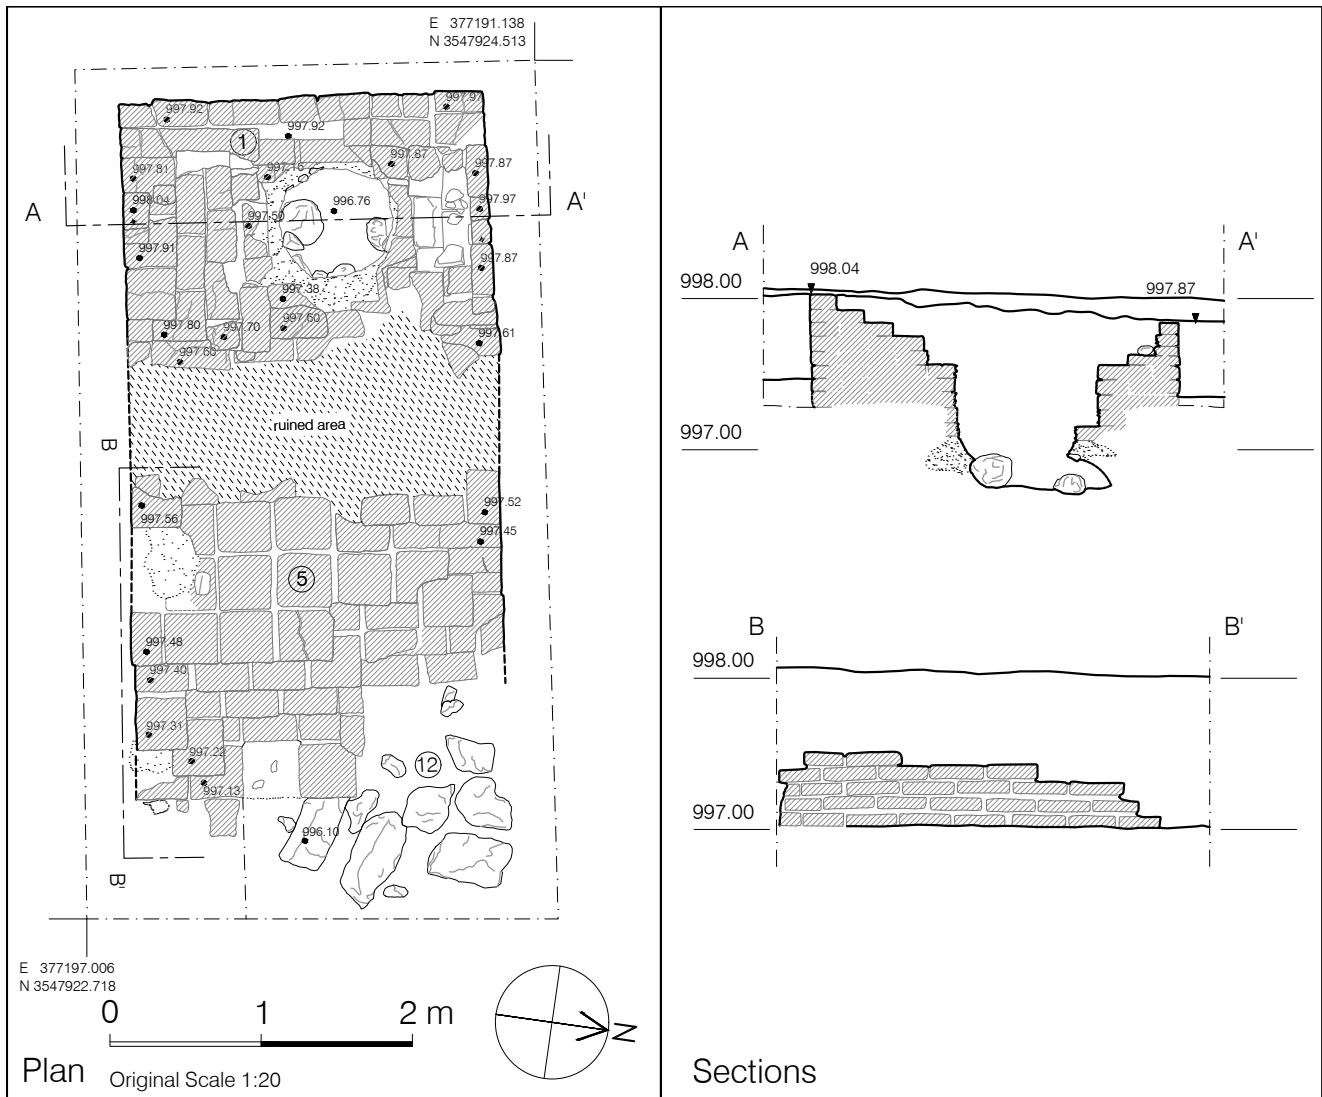 E 377191.138
N 3547924.513
997.92
997.97
1
997.92
997.87
997.87
997.81
997.16
998.04
996.76
997.97
A
A'
997.50
997.91
997.87
997.38
997.80
997.70
997.60
997.61
997.60
ruined area
B
997.52
997.56
997.45
5
997.48
997.40
997.31
997.22
12
997.13
996.10
B'
E 377197.006
N 3547922.718
0 1 2 m
N
Plan
Original Scale 1:20
A
A'
998.04
998.00
997.87
997.00
B
B'
998.00
997.00
Sections